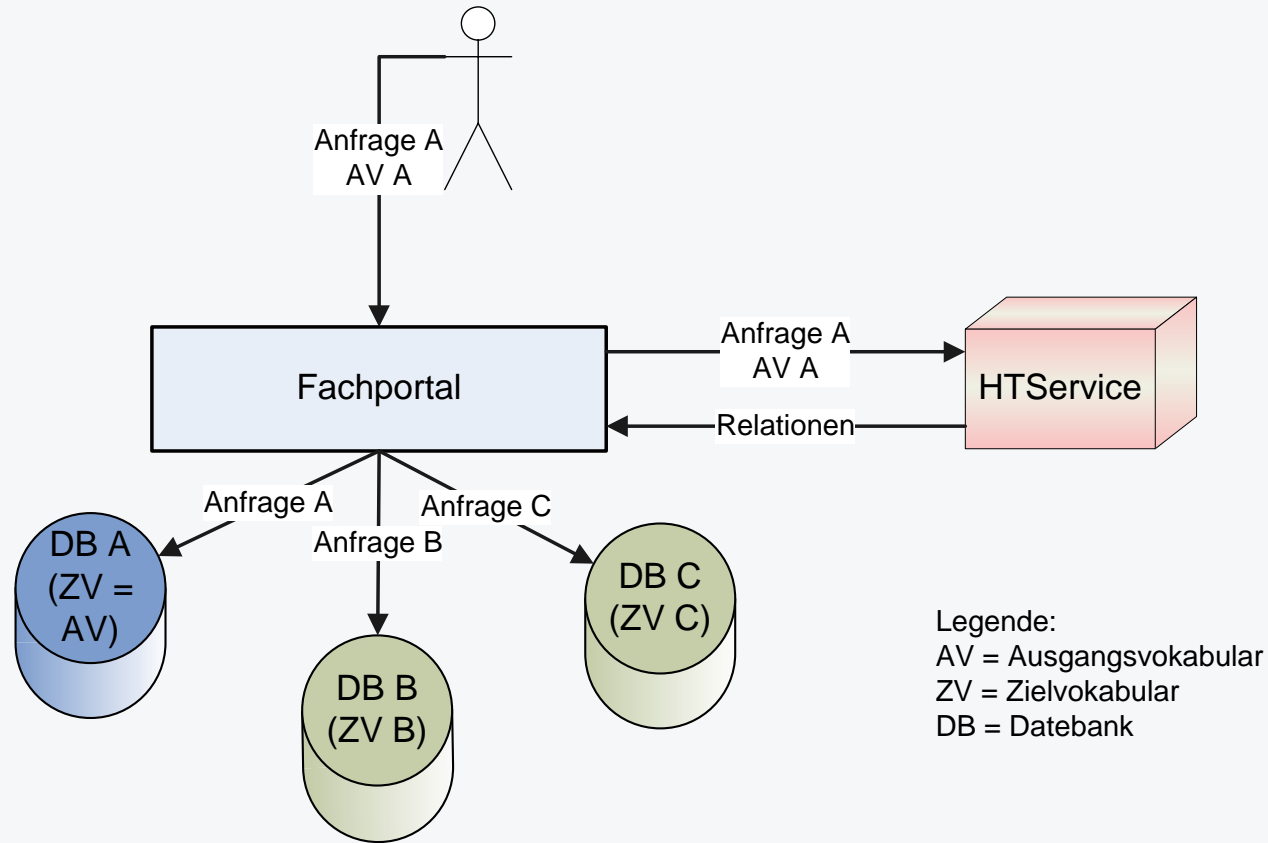 Anfrage A
AV A
Fachportal
Anfrage A
AV A
HTService
Relationen
Anfrage A
Anfrage B
Anfrage C
DB A
(ZV =
AV)
DB B
(ZV B)
DB C
(ZV C)
Legende:
AV = Ausgangsvokabular
ZV = Zielvokabular
DB = Datebank